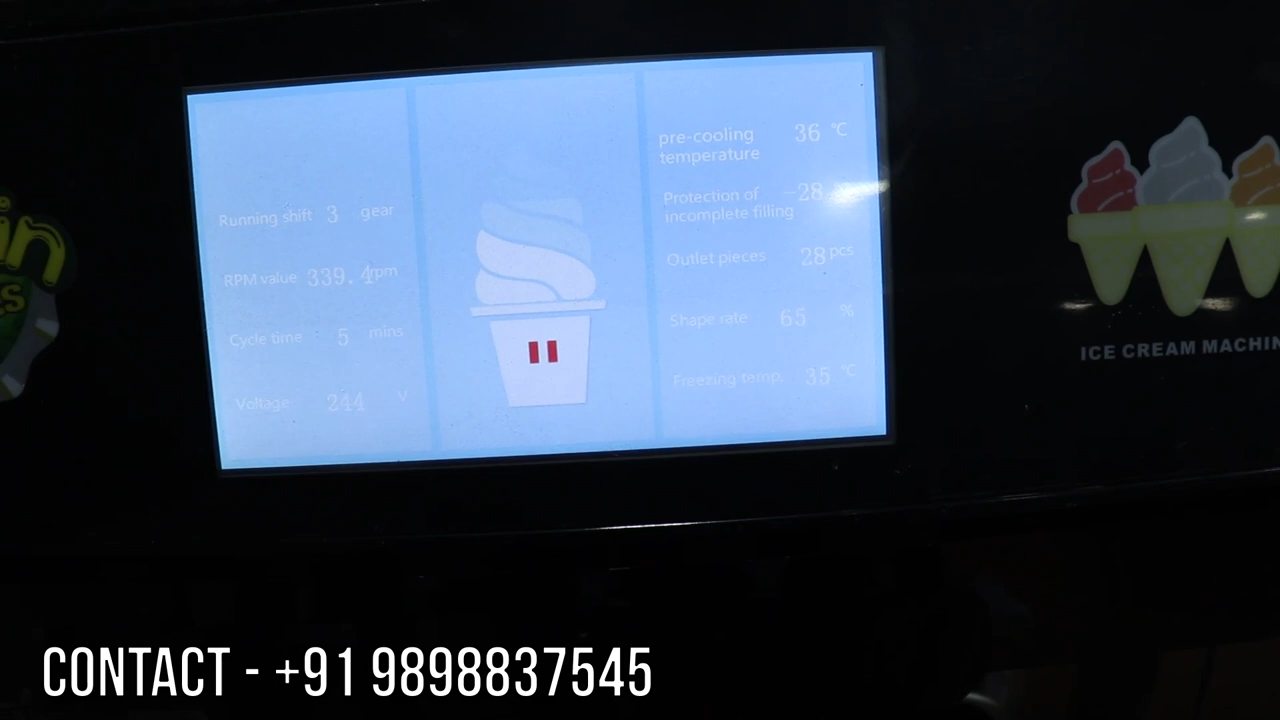 in
s
Running shift 3 gear
RPM value 339.4rpm
Cycle time 5 mins
Voltage 244 V
pre-cooling
temperature 36 °C
Protection of
incomplete filling -28
Outlet pieces 28 pcs
Shape rate 65 %
Freezing temp. 35 °C
ICE CREAM MACHIN
CONTACT - +91 9898837545